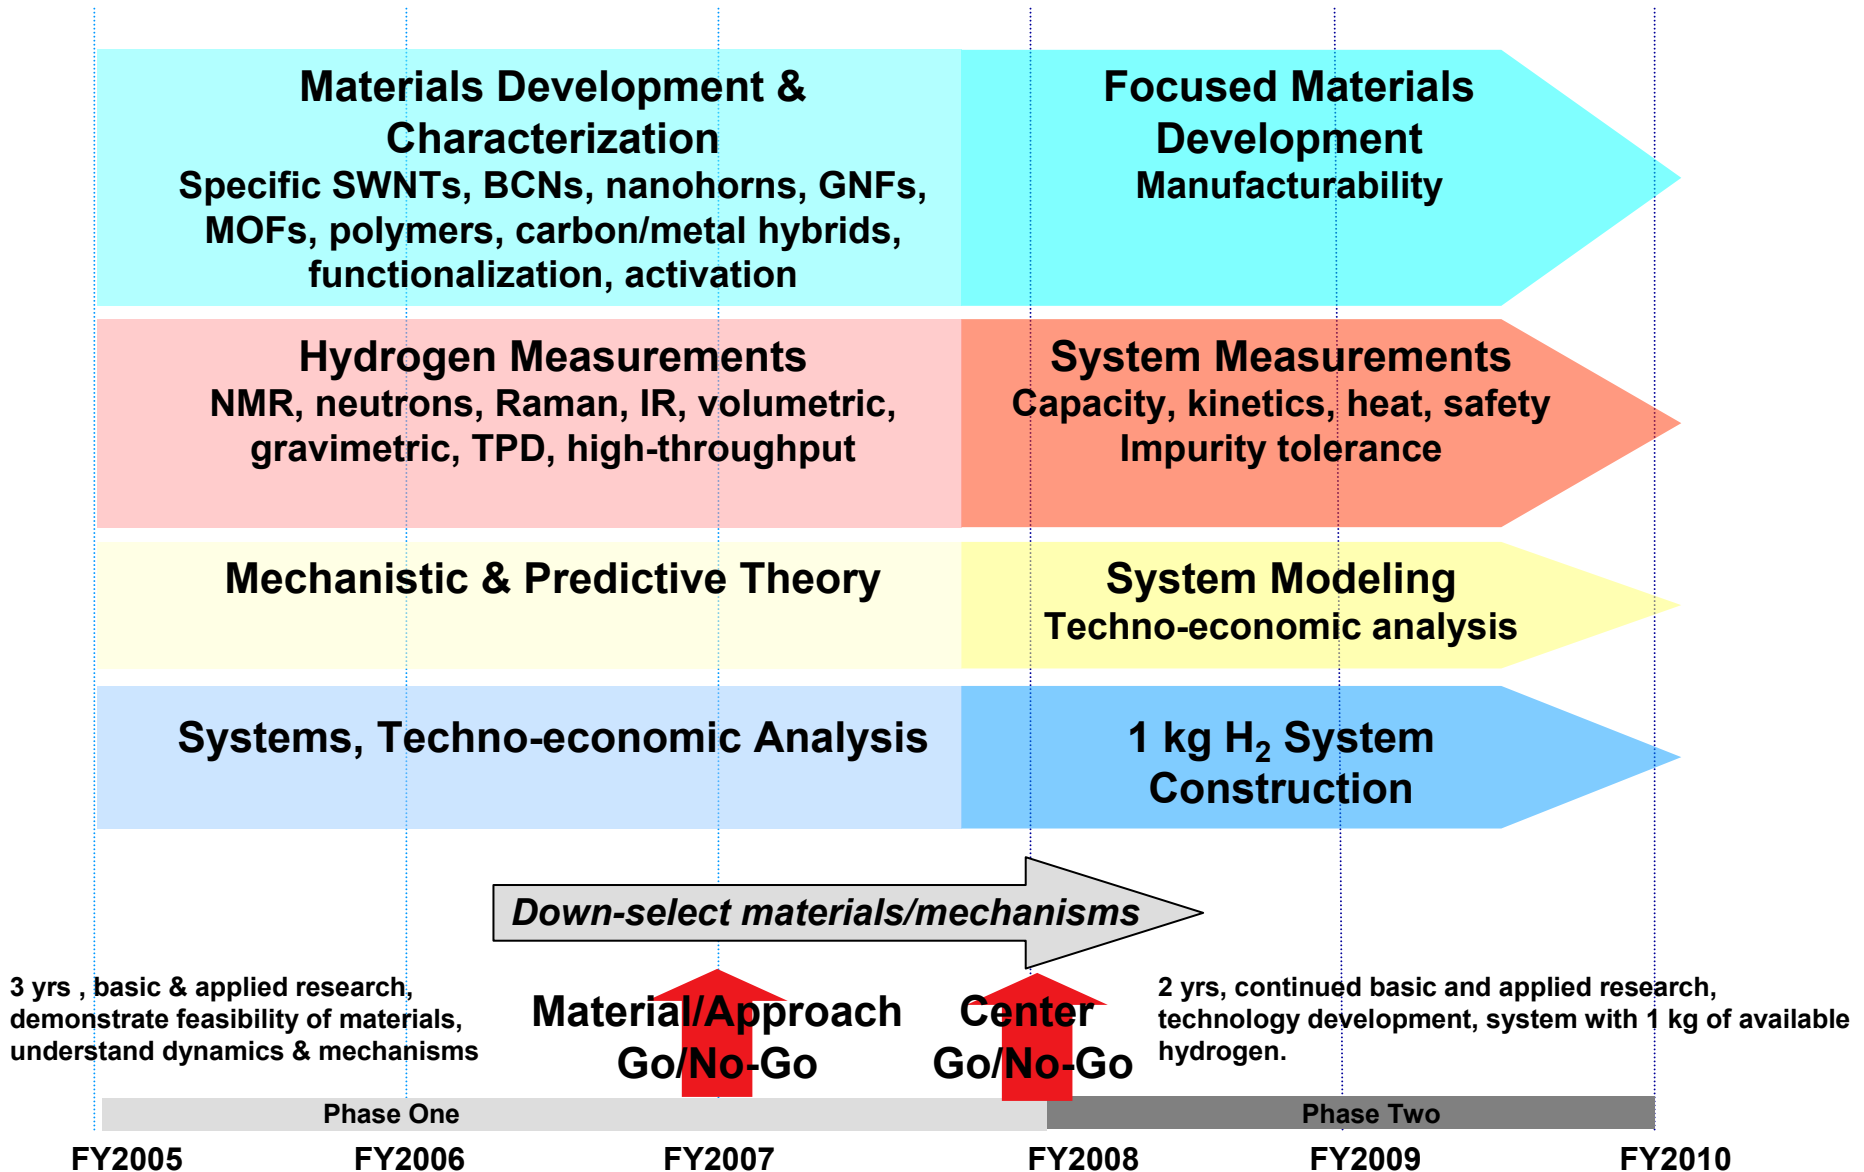 Materials Development &
Characterization
Specific SWNTs, BCNs, nanohorns, GNFs,
MOFs, polymers, carbon/metal hybrids,
functionalization, activation
Focused Materials
Development
Manufacturability
Hydrogen Measurements
NMR, neutrons, Raman, IR, volumetric,
gravimetric, TPD, high-throughput
System Measurements
Capacity, kinetics, heat, safety
Impurity tolerance
Mechanistic & Predictive Theory
System Modeling
Techno-economic analysis
Systems, Techno-economic Analysis
1 kg H₂ System
Construction
Down-select materials/mechanisms
3 yrs , basic & applied research,
demonstrate feasibility of materials,
understand dynamics & mechanisms
Material/Approach
Go/No-Go
Center
Go/No-Go
2 yrs, continued basic and applied research,
technology development, system with 1 kg of available
hydrogen.
Phase One
Phase Two
FY2005 FY2006 FY2007 FY2008 FY2009 FY2010